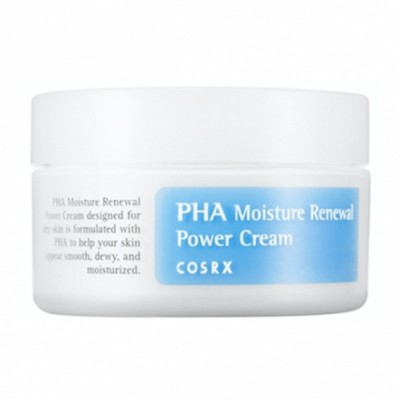 PHA Moisture Renewal
Power Cream designed for
dry skin is formulated with
PHA to help your skin
appear smooth, dewy, and
moisturized.
PHA Moisture Renewal
Power Cream
COSRX